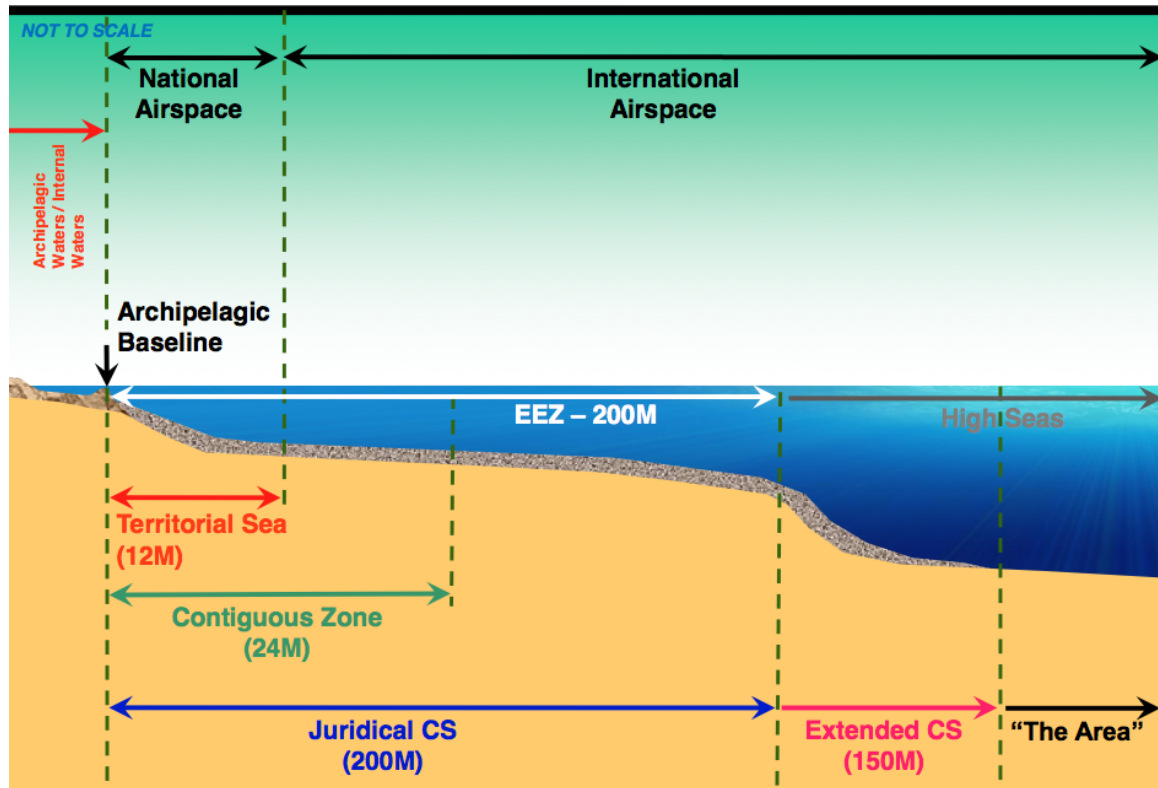 NOT TO SCALE
National
Airspace
International
Airspace
Archipelagic
Waters / Internal
Waters
Archipelagic
Baseline
EEZ – 200M
High Seas
Territorial Sea
(12M)
Contiguous Zone
(24M)
Juridical CS
(200M)
Extended CS
(150M)
“The Area”